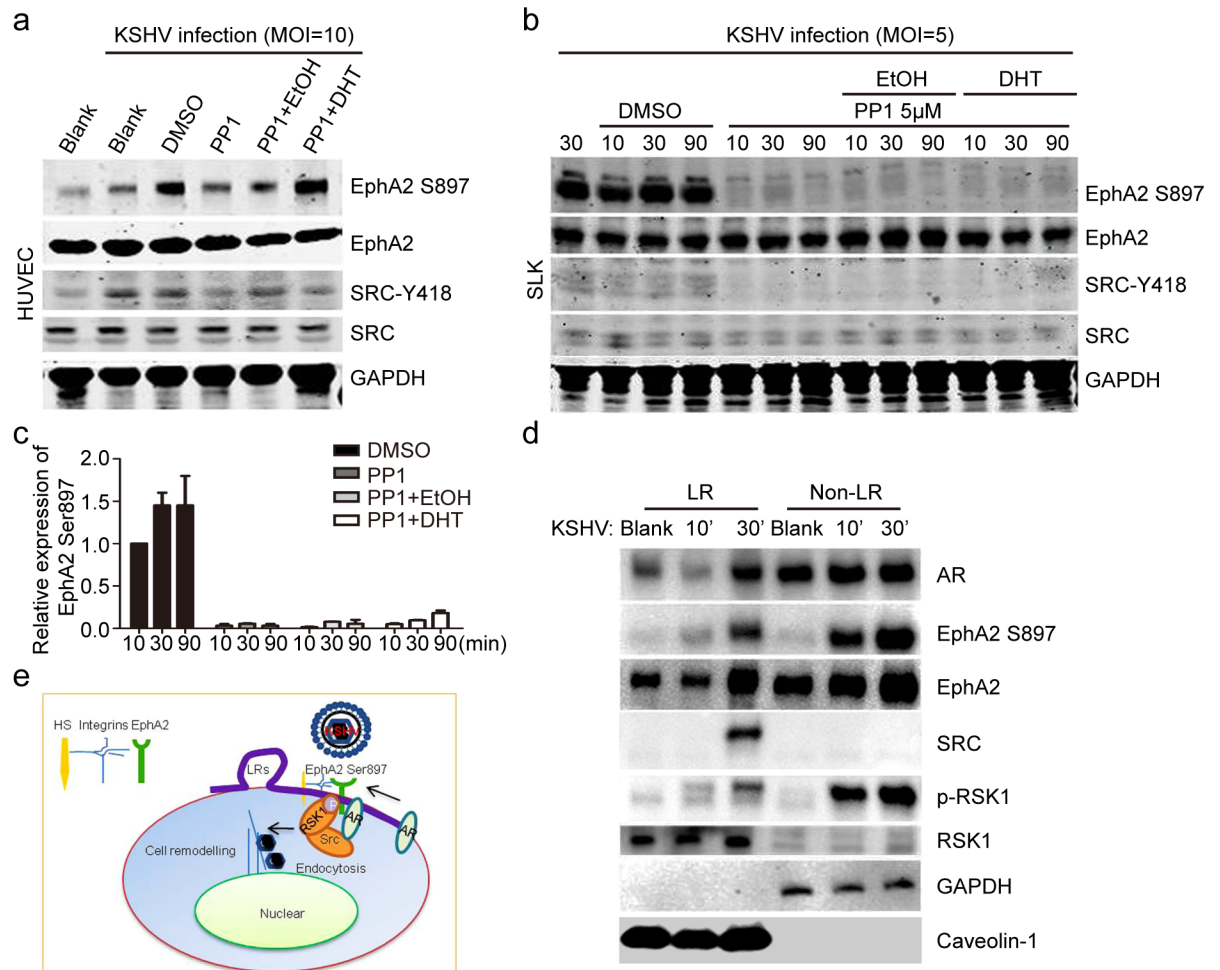 a
KSHV infection (MOI=10)
Blank Blank DMSO PP1 PP1+EtOH PP1+DHT
HUVEC
EphA2 S897
EphA2
SRC-Y418
SRC
GAPDH
b
KSHV infection (MOI=5)
EtOH DHT
DMSO PP1 5µM
30 10 30 90 10 30 90 10 30 90 10 30 90
SLK
EphA2 S897
EphA2
SRC-Y418
SRC
GAPDH
c
Relative expression of
EphA2 Ser897
2.0
1.5
1.0
0.5
0.0
DMSO
PP1
PP1+EtOH
PP1+DHT
10 30 90 10 30 90 10 30 90 10 30 90 (min)
d
LR Non-LR
KSHV: Blank 10' 30' Blank 10' 30'
AR
EphA2 S897
EphA2
SRC
p-RSK1
RSK1
GAPDH
Caveolin-1
e
HS Integrins EphA2
KSHV
LRs
EphA2 Ser897
P
RSK1
AR
AR
Src
Cell remodelling
Endocytosis
Nuclear